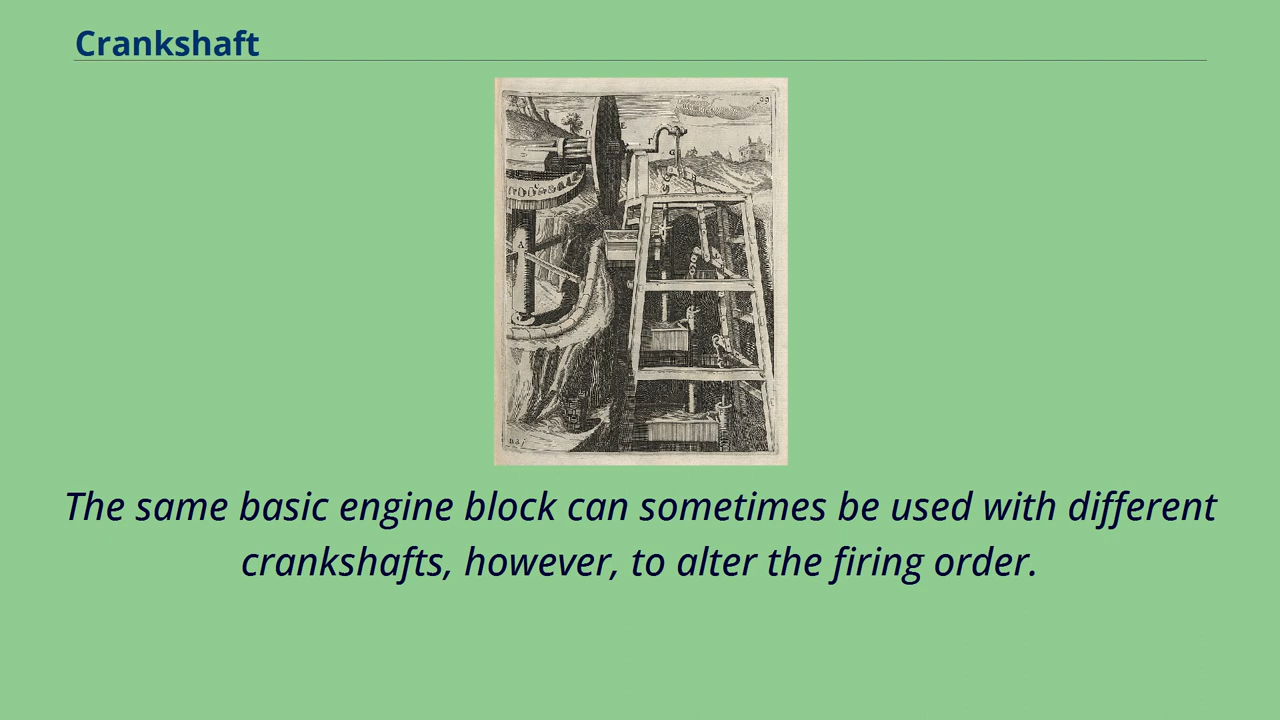 Crankshaft
99
The same basic engine block can sometimes be used with different
crankshafts, however, to alter the firing order.